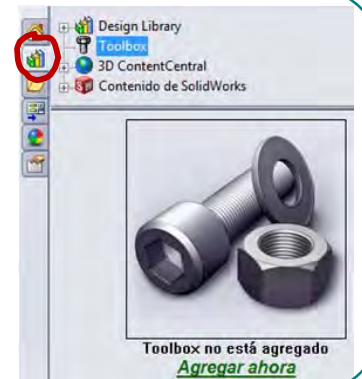 Design Library
Toolbox
3D ContentCentral
Contenido de SolidWorks
Toolbox no está agregado
Agregar ahora